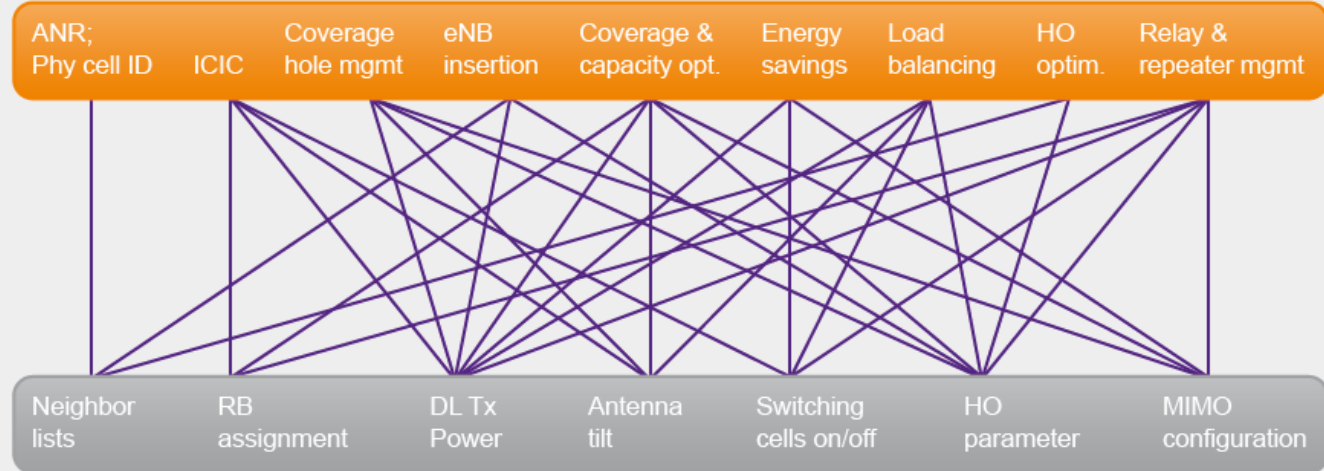 ANR;
Phy cell ID
ICIC
Coverage
hole mgmt
eNB
insertion
Coverage &
capacity opt.
Energy
savings
Load
balancing
HO
optim.
Relay &
repeater mgmt
Neighbor
lists
RB
assignment
DL Tx
Power
Antenna
tilt
Switching
cells on/off
HO
parameter
MIMO
configuration